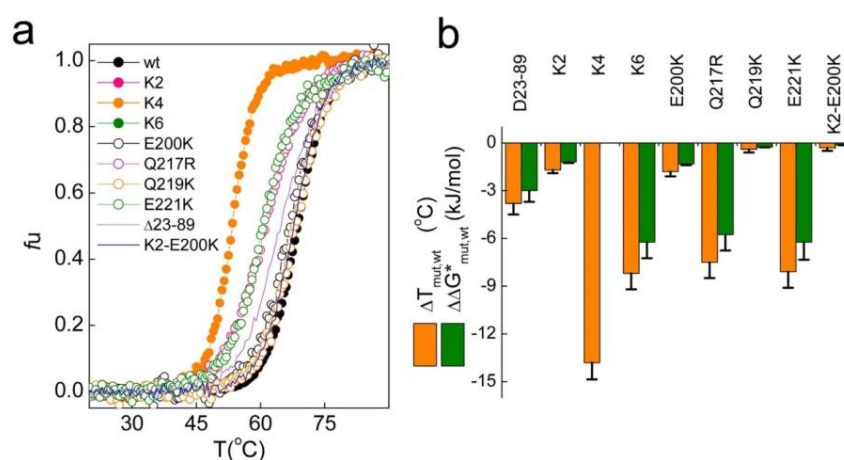 a
1.0
0.8
0.6
0.4
0.2
0.0
fu
30
45
60
75
T(°C)
wt
K2
K4
K6
E200K
Q217R
Q219K
E221K
Δ23-89
K2-E200K
b
D23-89
K2
K4
K6
E200K
Q217R
Q219K
E221K
K2-E200K
0
-3
-6
-9
-12
-15
ΔTmut,wt (°C)
ΔΔG*mut,wt (kJ/mol)